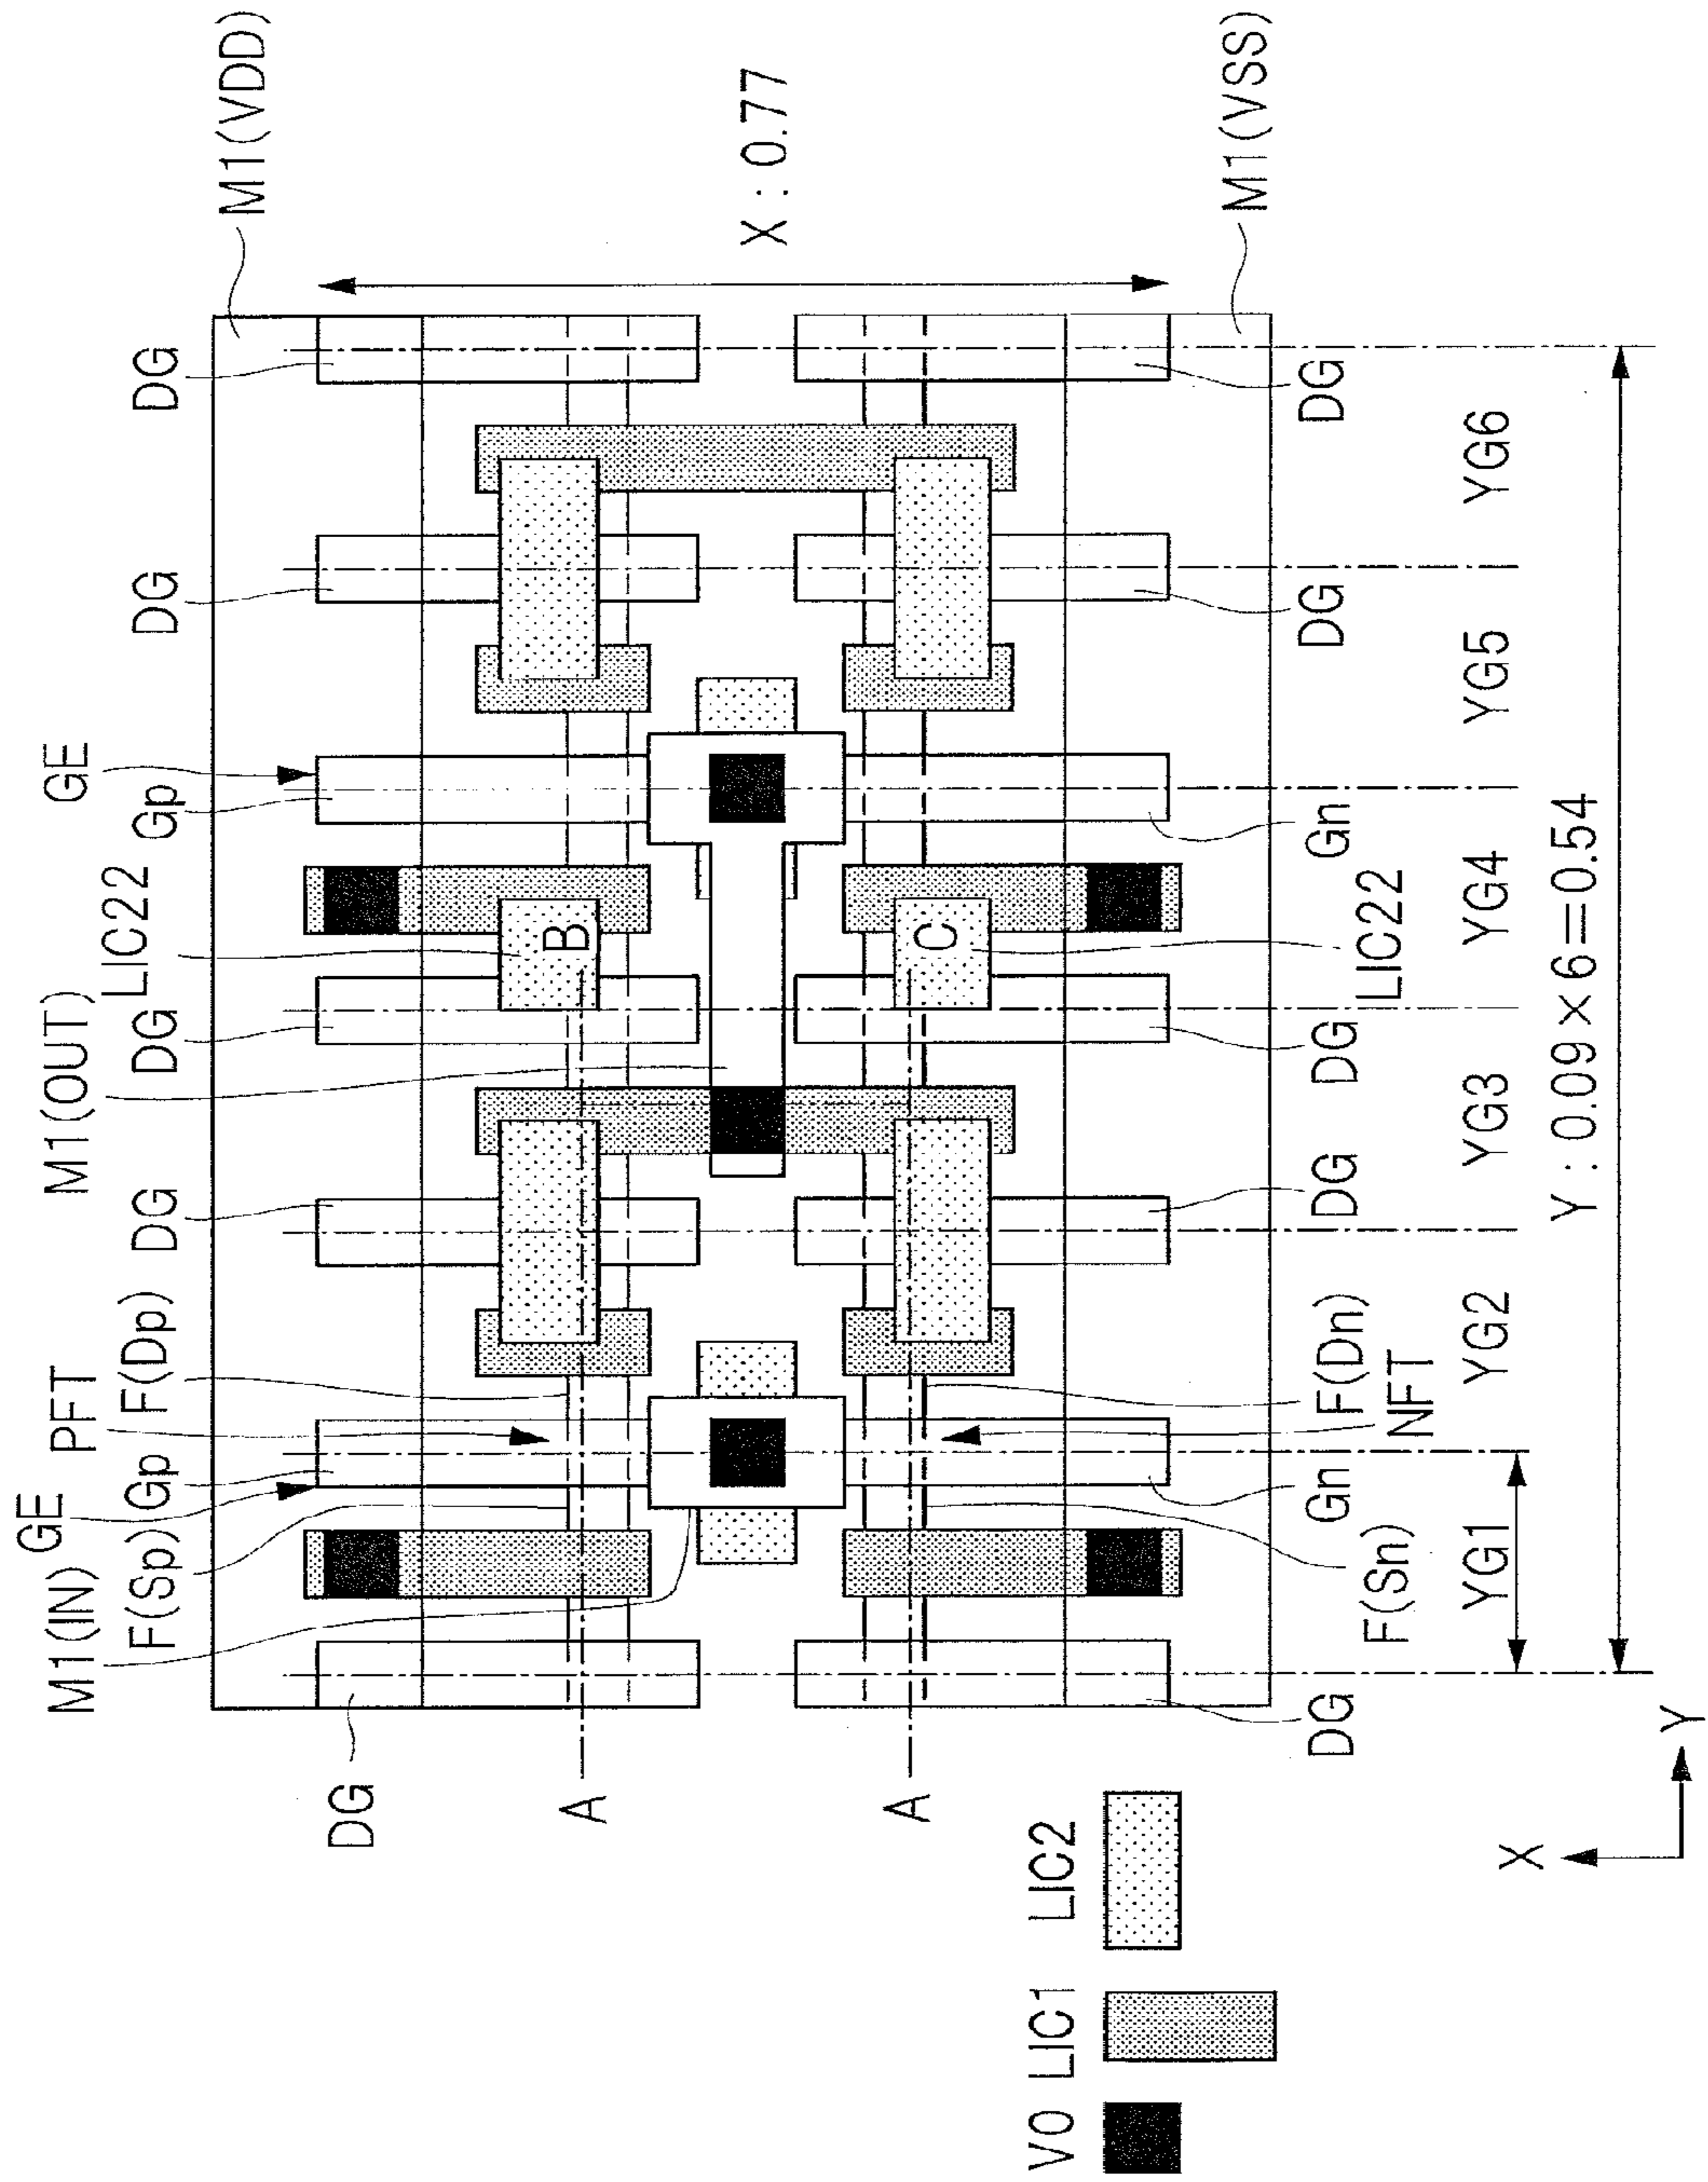 M1(VDD)
X : 0.77
M1(VSS)
DG
DG
GE
Gp
LIC22
M1(OUT)
DG
DG
F(Dp)
PFT
Gp
GE
F(Sp)
M1(IN)
DG
B
C
A
A
DG
DG
Gn
LIC22
DG
DG
F(Dn)
NFT
Gn
F(Sn)
DG
YG1
YG2
YG3
YG4
YG5
YG6
Y : 0.09×6=0.54
X
Y
V0
LIC1
LIC2